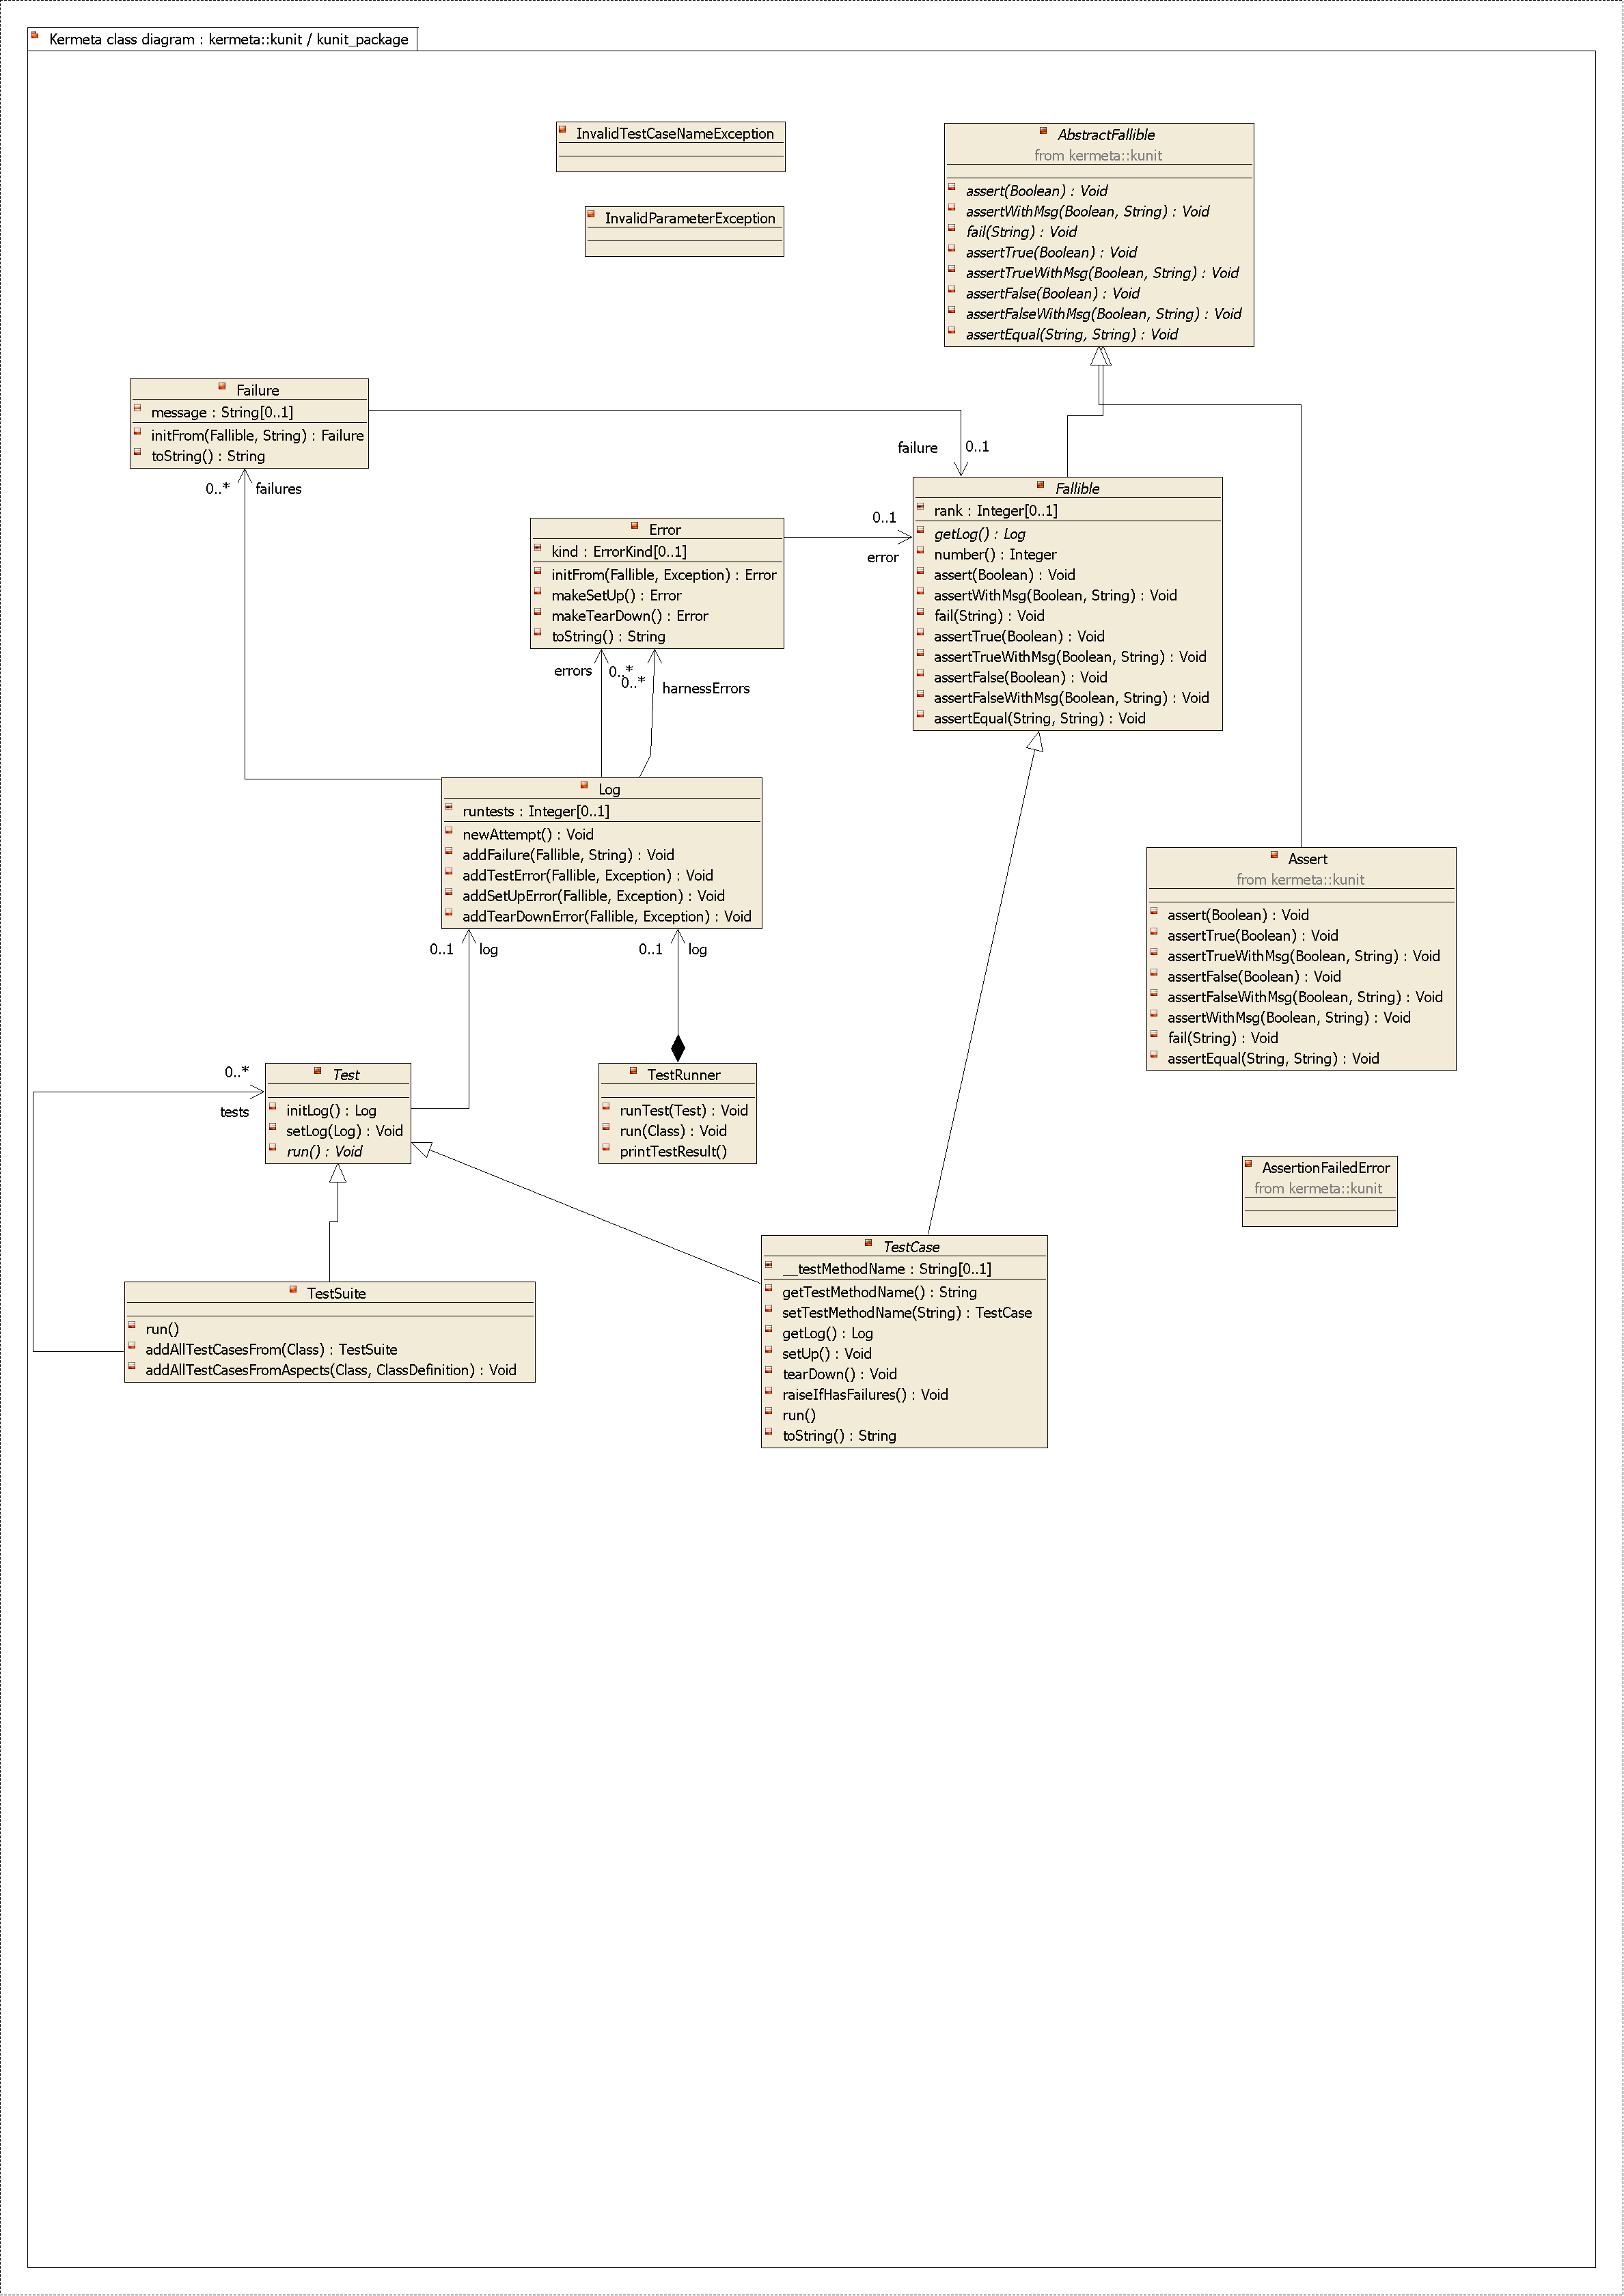 Kermeta class diagram : kermeta::kunit / kunit_package
InvalidTestCaseNameException
InvalidParameterException
AbstractFallible
from kermeta::kunit
assert(Boolean) : Void
assertWithMsg(Boolean, String) : Void
fail(String) : Void
assertTrue(Boolean) : Void
assertTrueWithMsg(Boolean, String) : Void
assertFalse(Boolean) : Void
assertFalseWithMsg(Boolean, String) : Void
assertEqual(String, String) : Void
Failure
message : String[0..1]
initFrom(Fallible, String) : Failure
toString() : String
0..* failures
failure 0..1
Fallible
rank : Integer[0..1]
getLog() : Log
number() : Integer
assert(Boolean) : Void
assertWithMsg(Boolean, String) : Void
fail(String) : Void
assertTrue(Boolean) : Void
assertTrueWithMsg(Boolean, String) : Void
assertFalse(Boolean) : Void
assertFalseWithMsg(Boolean, String) : Void
assertEqual(String, String) : Void
0..1
error
Error
kind : ErrorKind[0..1]
initFrom(Fallible, Exception) : Error
makeSetUp() : Error
makeTearDown() : Error
toString() : String
errors 0..*
0..* harnessErrors
Log
runtests : Integer[0..1]
newAttempt() : Void
addFailure(Fallible, String) : Void
addTestError(Fallible, Exception) : Void
addSetUpError(Fallible, Exception) : Void
addTearDownError(Fallible, Exception) : Void
0..1 log
0..1 log
Assert
from kermeta::kunit
assert(Boolean) : Void
assertTrue(Boolean) : Void
assertTrueWithMsg(Boolean, String) : Void
assertFalse(Boolean) : Void
assertFalseWithMsg(Boolean, String) : Void
assertWithMsg(Boolean, String) : Void
fail(String) : Void
assertEqual(String, String) : Void
0..*
tests
Test
initLog() : Log
setLog(Log) : Void
run() : Void
TestRunner
runTest(Test) : Void
run(Class) : Void
printTestResult()
AssertionFailedError
from kermeta::kunit
TestSuite
run()
addAllTestCasesFrom(Class) : TestSuite
addAllTestCasesFromAspects(Class, ClassDefinition) : Void
TestCase
__testMethodName : String[0..1]
getTestMethodName() : String
setTestMethodName(String) : TestCase
getLog() : Log
setUp() : Void
tearDown() : Void
raiseIfHasFailures() : Void
run()
toString() : String